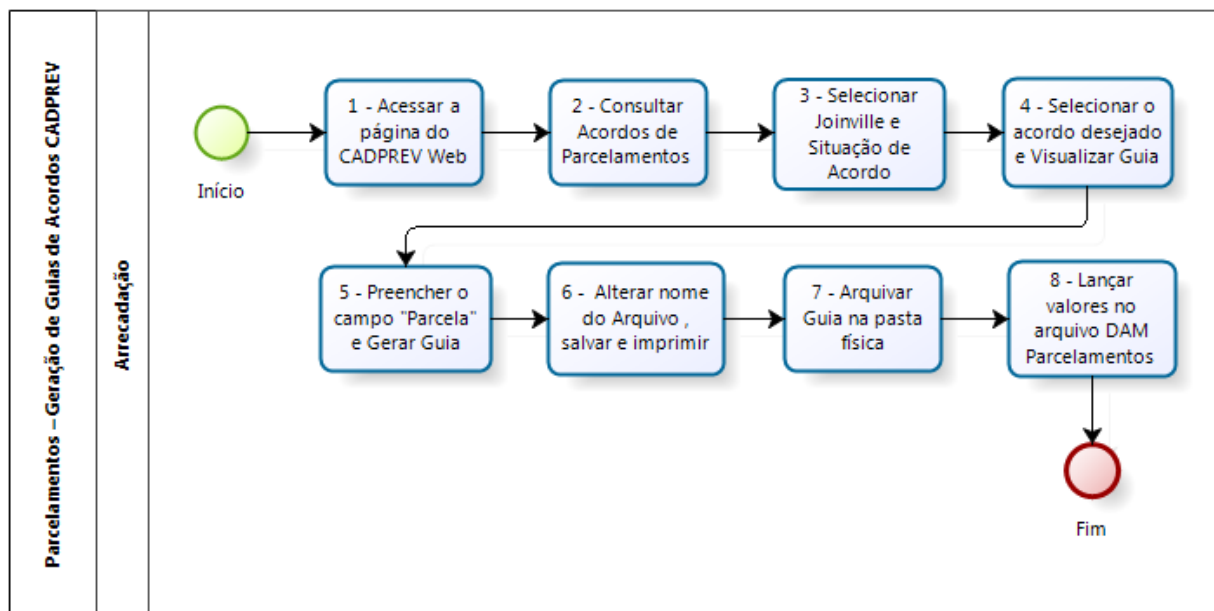 Parcelamentos – Geração de Guias de Acordos CADPREV
Arrecadação
Início
1 - Acessar a
página do
CADPREV Web
2 - Consultar
Acordos de
Parcelamentos
3 - Selecionar
Joinville e
Situação de
Acordo
4 - Selecionar o
acordo desejado
e Visualizar Guia
5 - Preencher o
campo "Parcela"
e Gerar Guia
6 - Alterar nome
do Arquivo ,
salvar e imprimir
7 - Arquivar
Guia na pasta
física
8 - Lançar
valores no
arquivo DAM
Parcelamentos
Fim